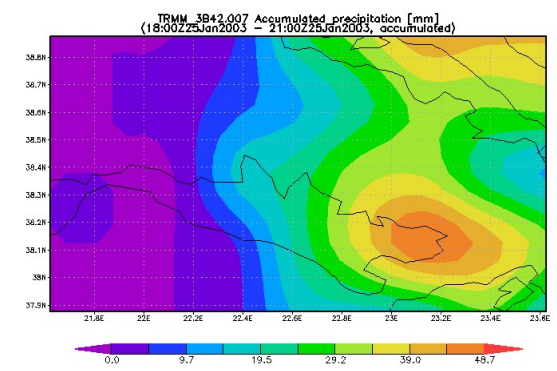 TRMM_3B42.007 Accumulated precipitation [mm]
(18:00Z25Jan2003 - 21:00Z25Jan2003, accumulated)
38.8N
38.7N
38.6N
38.5N
38.4N
38.3N
38.2N
38.1N
38N
37.9N
21.8E 22E 22.2E 22.4E 22.6E 22.8E 23E 23.2E 23.4E 23.6E
0.0 9.7 19.5 29.2 39.0 48.7